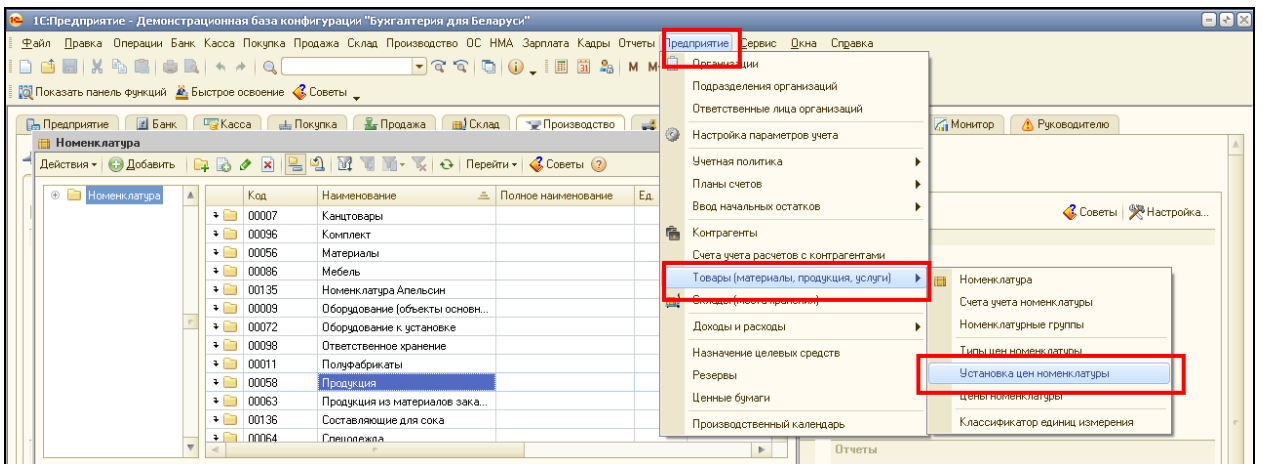 1С:Предприятие - Демонстрационная база конфигурации "Бухгалтерия для Беларуси"
Файл Правка Операции Банк Касса Покупка Продажа Склад Производство ОС НМА Зарплата Кадры Отчеты Предприятие Сервис Окна Справка
M M
Показать панель функций Быстрое освоение Советы
Предприятие Банк Касса Покупка Продажа Склад Производство Монитор Руководителю
Номенклатура
Действия Добавить Перейти Советы
Номенклатура
Код Наименование Полное наименование Ед.
00007 Канцтовары
00096 Комплект
00056 Материалы
00086 Мебель
00135 Номенклатура Апельсин
00009 Оборудование (объекты основн...
00072 Оборудование к установке
00098 Ответственное хранение
00011 Полуфабрикаты
00058 Продукция
00063 Продукция из материалов зака...
00136 Составляющие для сока
00064 Спецодежда
Организации
Подразделения организаций
Ответственные лица организаций
Настройка параметров учета
Учетная политика
Планы счетов
Ввод начальных остатков
Контрагенты
Счета учета расчетов с контрагентами
Товары (материалы, продукция, услуги)
Склады (места хранения)
Доходы и расходы
Назначение целевых средств
Резервы
Ценные бумаги
Производственный календарь
Советы Настройка...
Номенклатура
Счета учета номенклатуры
Номенклатурные группы
Типы цен номенклатуры
Установка цен номенклатуры
Цены номенклатуры
Классификатор единиц измерения
Отчеты